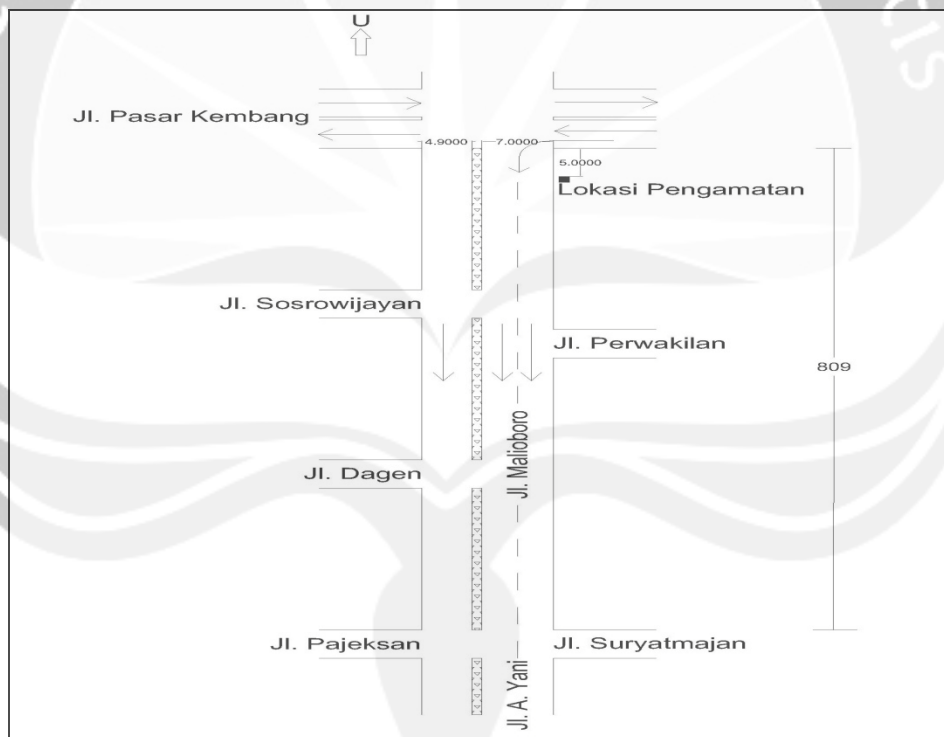 U
Jl. Pasar Kembang
4.9000
7.0000
5.0000
Lokasi Pengamatan
Jl. Sosrowijayan
Jl. Perwakilan
809
Jl. Malioboro
Jl. Dagen
Jl. Pajeksan
Jl. Suryatmajan
Jl. A. Yani